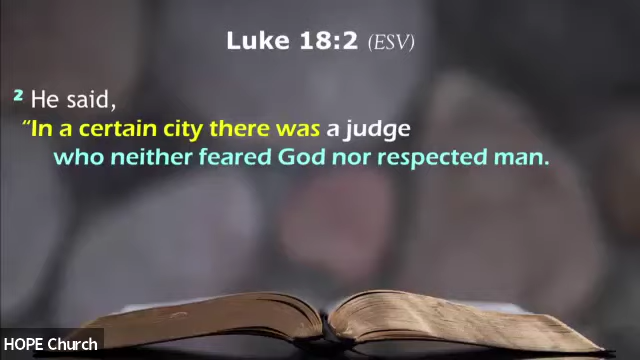 Luke 18:2 (ESV)
2 He said,
“In a certain city there was a judge
who neither feared God nor respected man.
HOPE Church